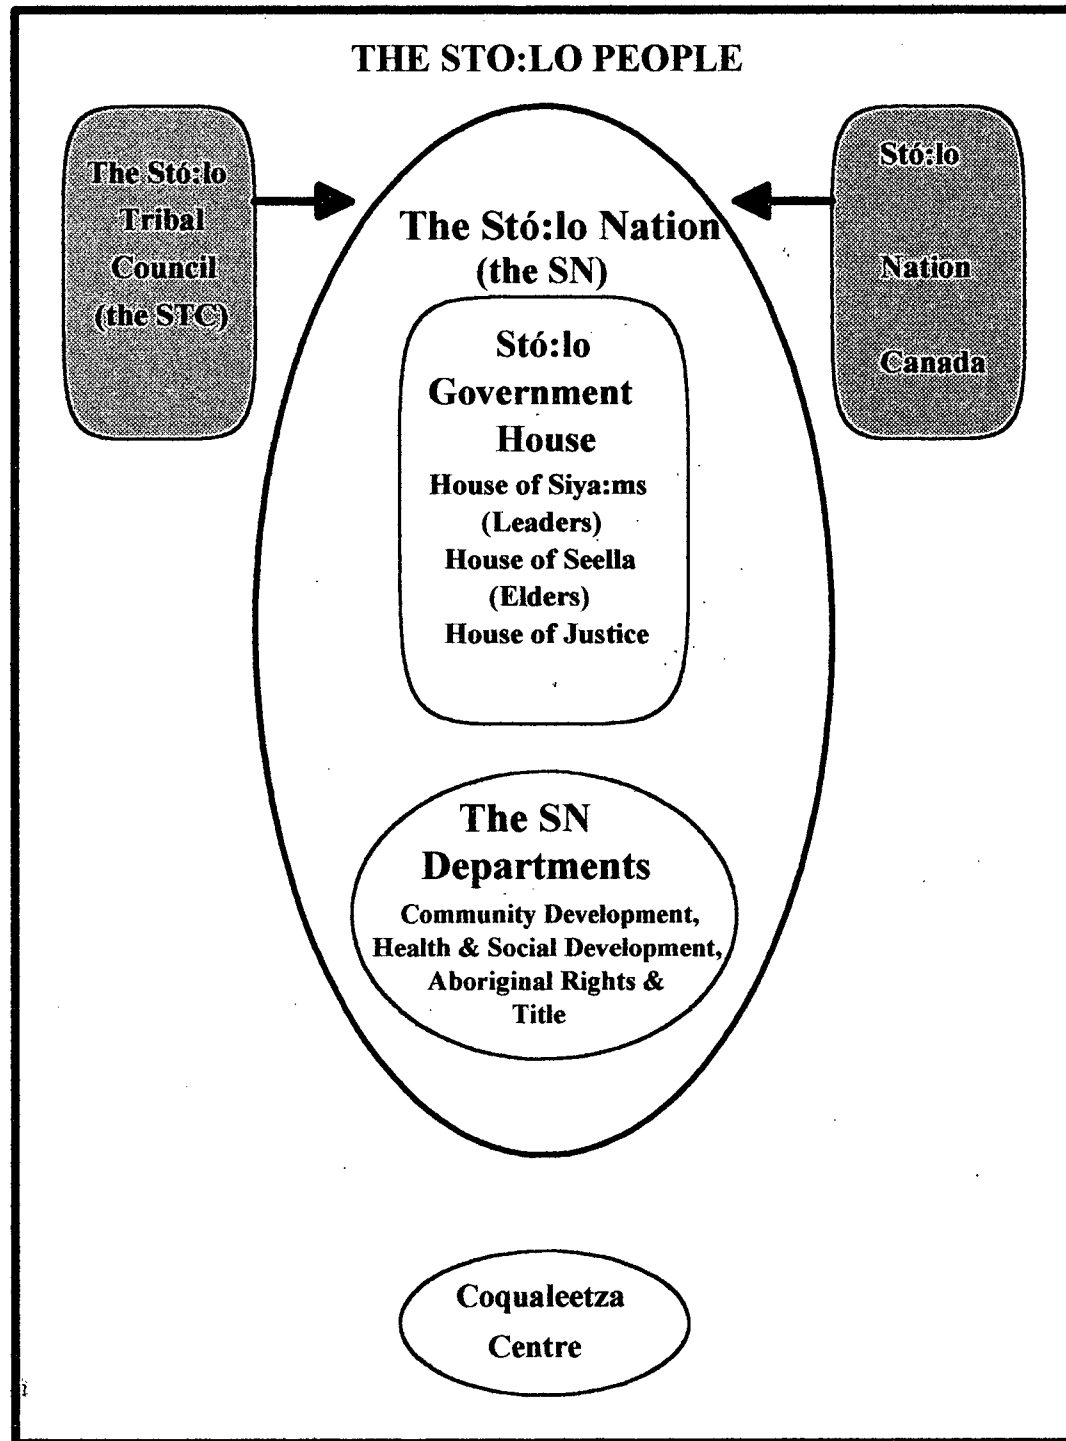 THE STO:LO PEOPLE
The Stó:lo
Tribal
Council
(the STC)
Stó:lo
Nation
Canada
The Stó:lo Nation
(the SN)
Stó:lo
Government
House
House of Siya:ms
(Leaders)
House of Seella
(Elders)
House of Justice
The SN
Departments
Community Development,
Health & Social Development,
Aboriginal Rights &
Title
Coqualeetza
Centre